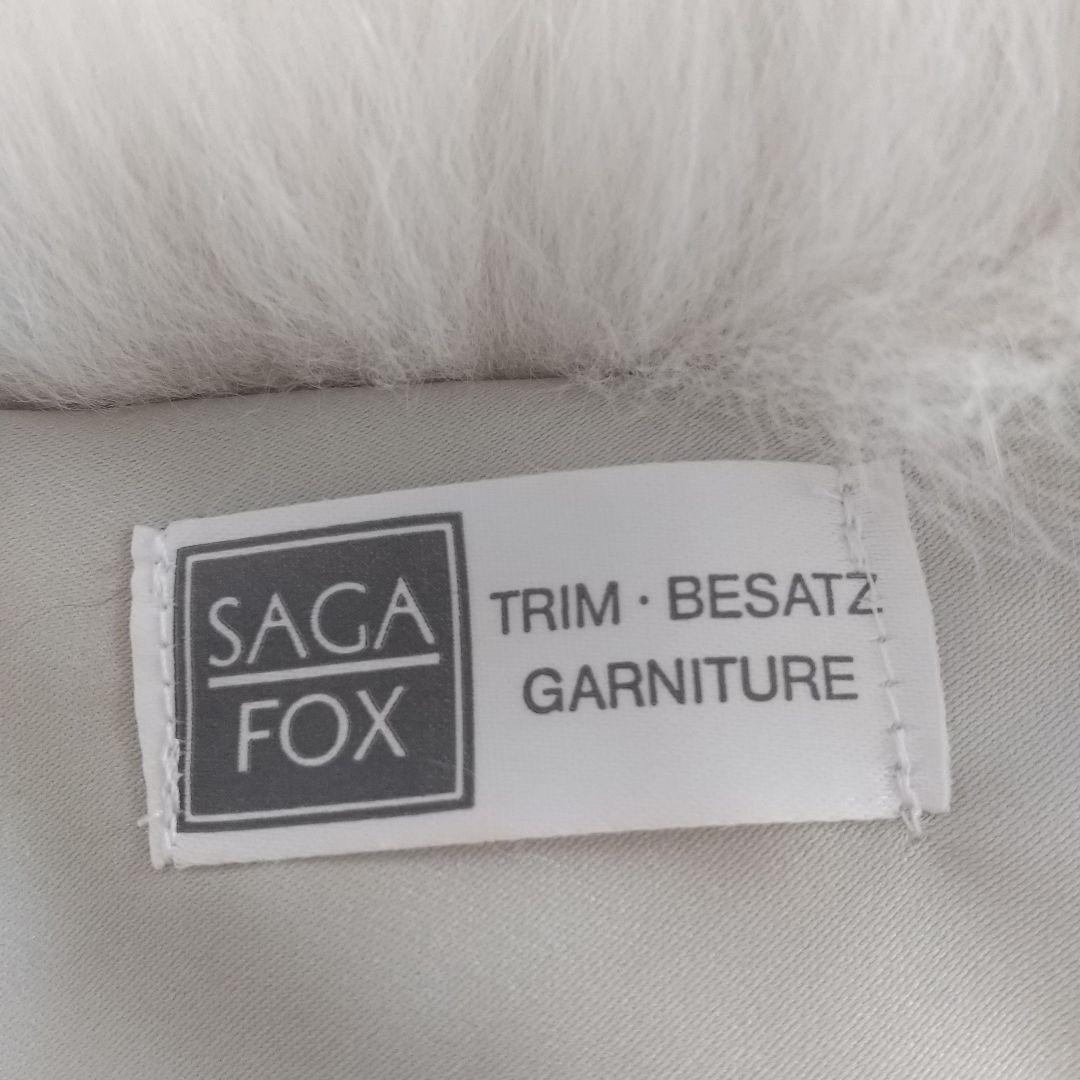 SAGA
FOX
TRIM · BESATZ
GARNITURE